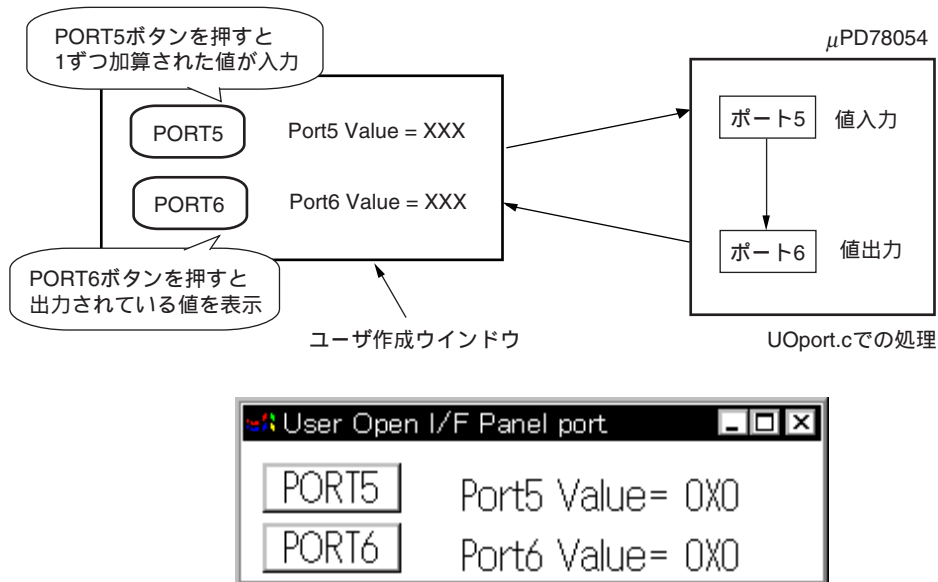 PORT5ボタンを押すと
1ずつ加算された値が入力
μPD78054
PORT5
Port5 Value = XXX
ポート5
値入力
PORT6
Port6 Value = XXX
ポート6
値出力
PORT6ボタンを押すと
出力されている値を表示
ユーザ作成ウインドウ
UOport.cでの処理
User Open I/F Panel port
PORT5
Port5 Value= 0X0
PORT6
Port6 Value= 0X0